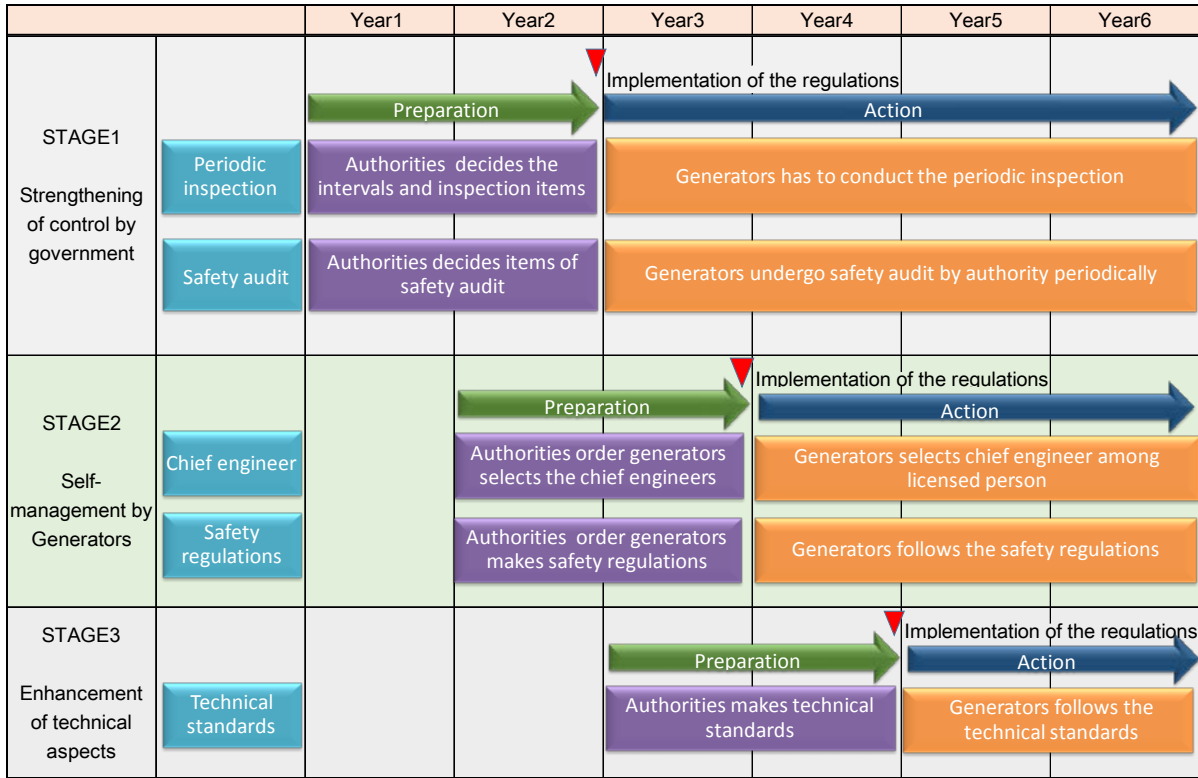 Year1 Year2 Year3 Year4 Year5 Year6
Implementation of the regulations
Preparation
Action
STAGE1
Strengthening
of control by
government
Periodic
inspection
Authorities decides the
intervals and inspection items
Generators has to conduct the periodic inspection
Safety audit
Authorities decides items of
safety audit
Generators undergo safety audit by authority periodically
Implementation of the regulations
Preparation
Action
STAGE2
Self-
management by
Generators
Chief engineer
Authorities order generators
selects the chief engineers
Generators selects chief engineer among
licensed person
Safety
regulations
Authorities order generators
makes safety regulations
Generators follows the safety regulations
Implementation of the regulations
Preparation
Action
STAGE3
Enhancement
of technical
aspects
Technical
standards
Authorities makes technical
standards
Generators follows the
technical standards